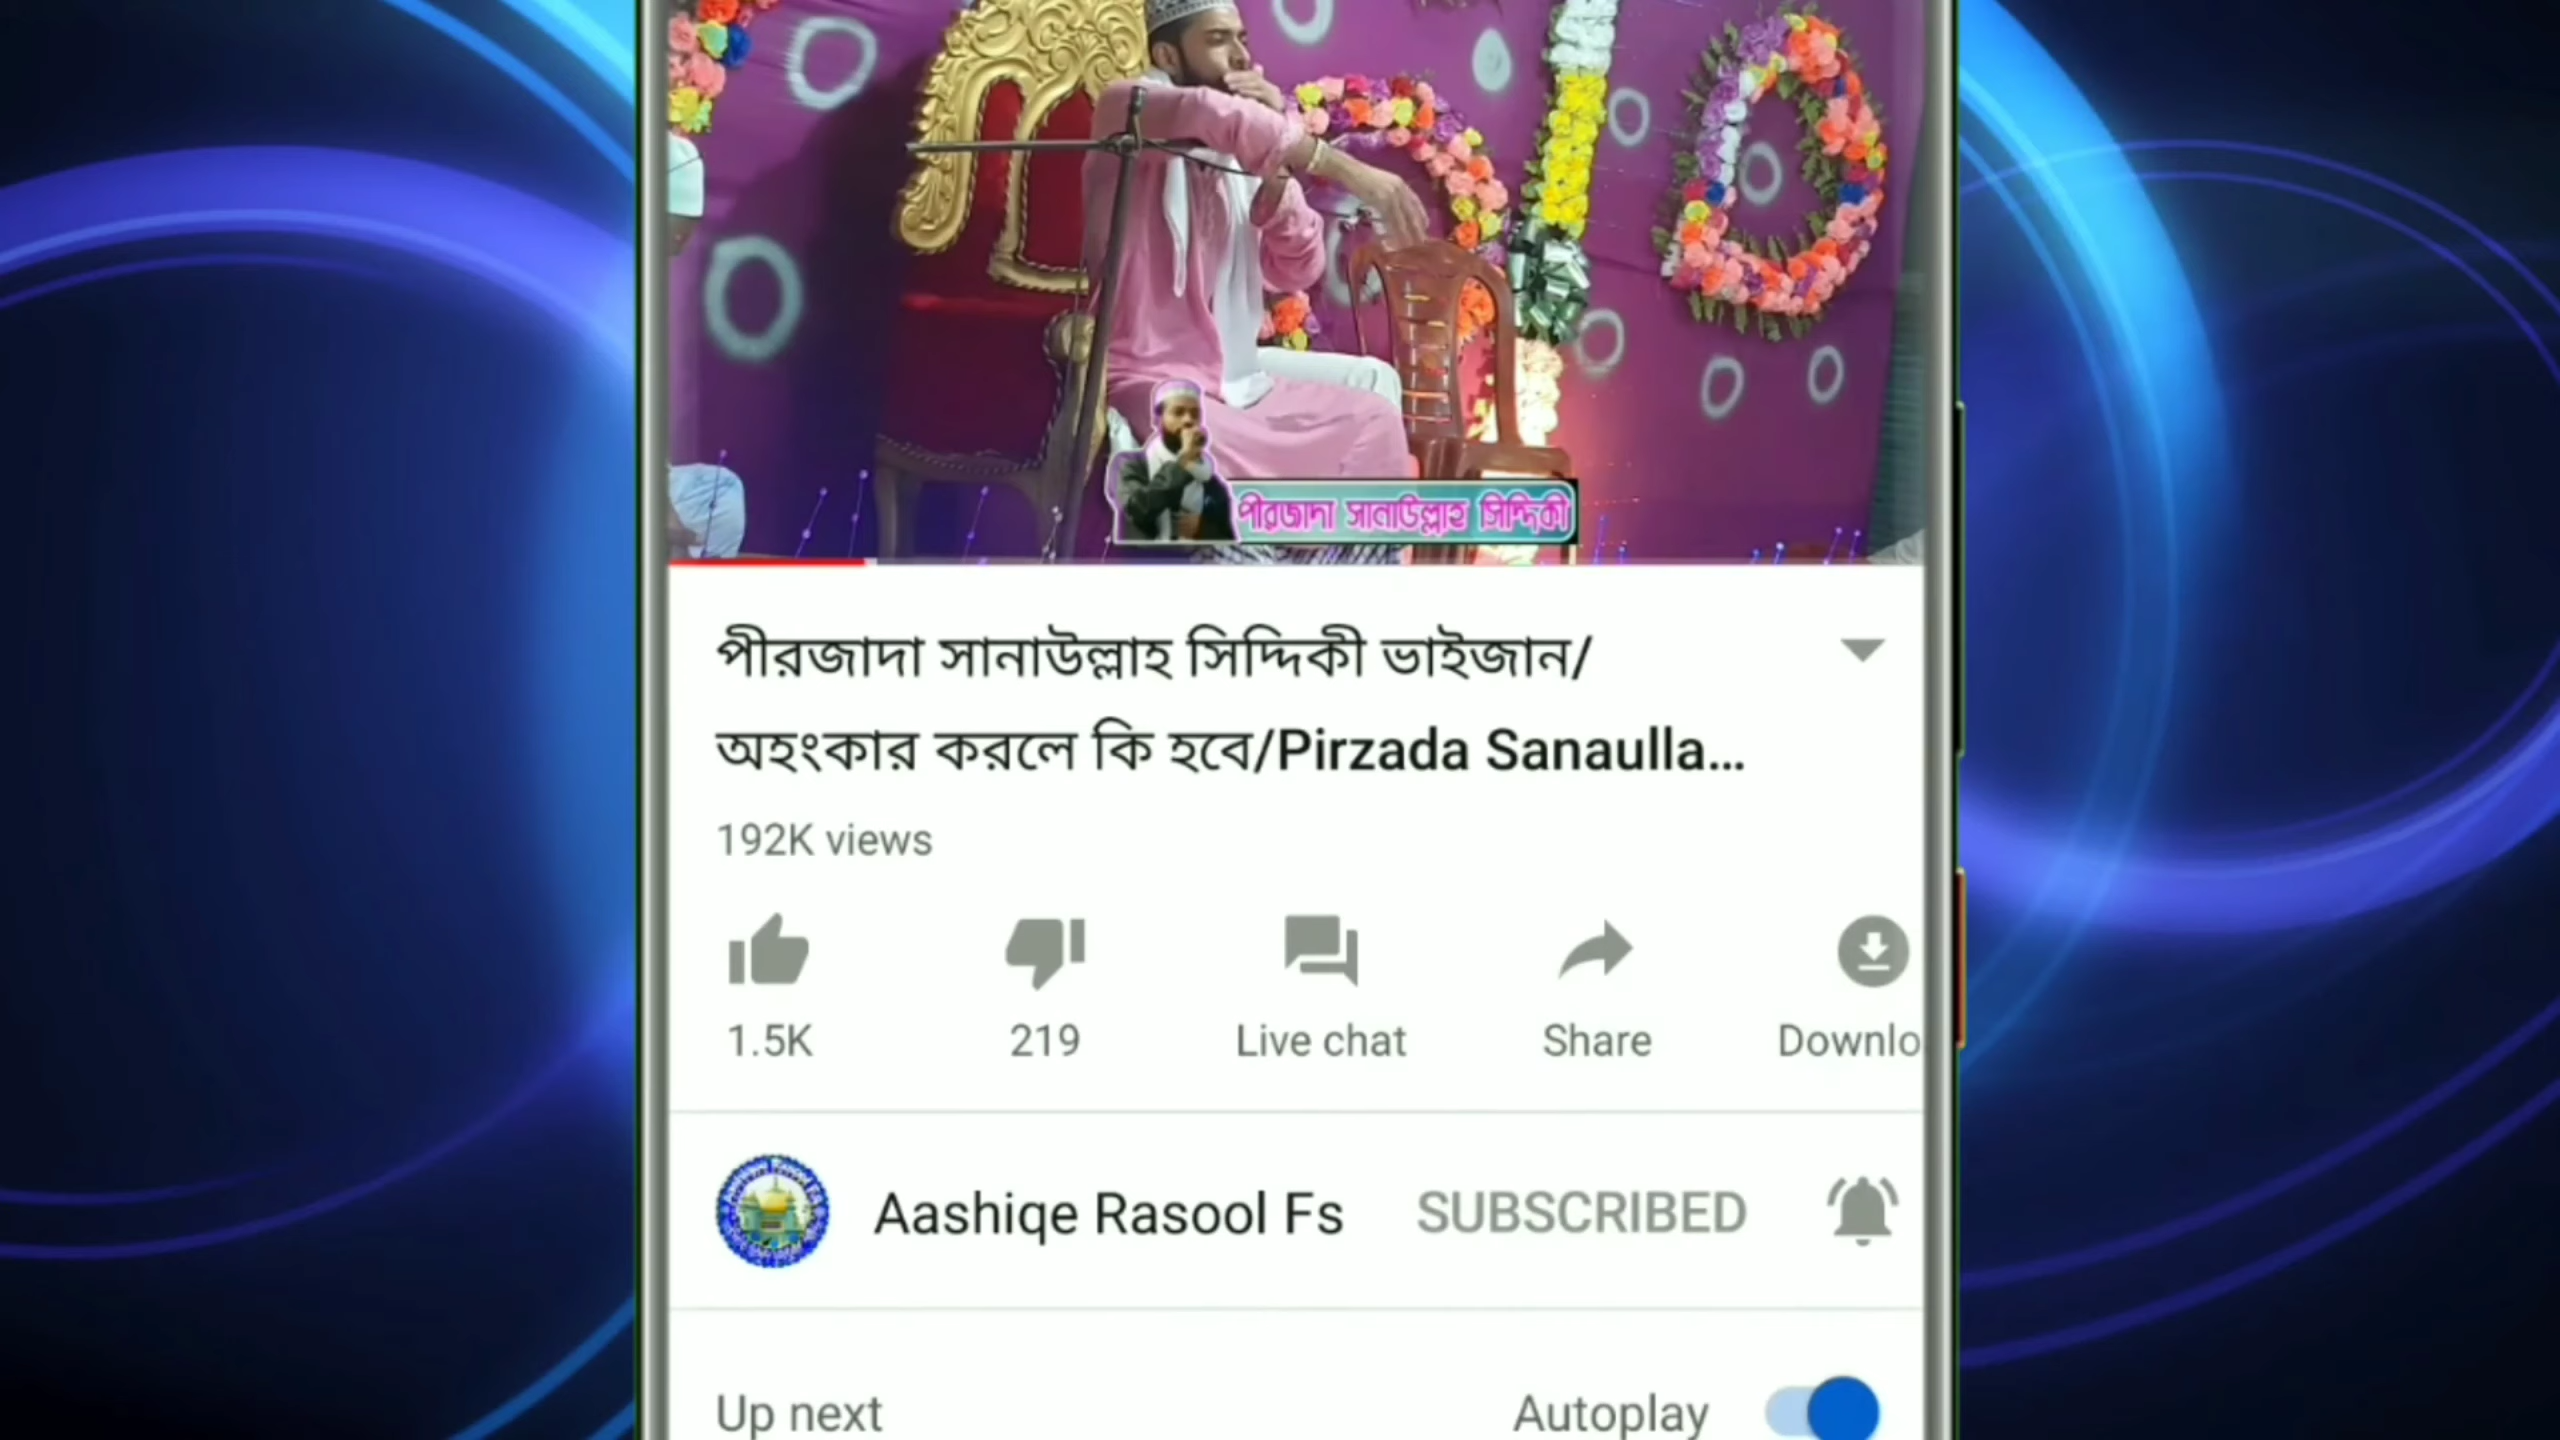 পীরজাদা সানাউল্লাহ সিদ্দিকী
পীরজাদা সানাউল্লাহ সিদ্দিকী ভাইজান/
অহংকার করলে কি হবে/Pirzada Sanaulla...
192K views
1.5K
219
Live chat
Share
Downlo
Aashiqe Rasool Fs
SUBSCRIBED
Up next
Autoplay